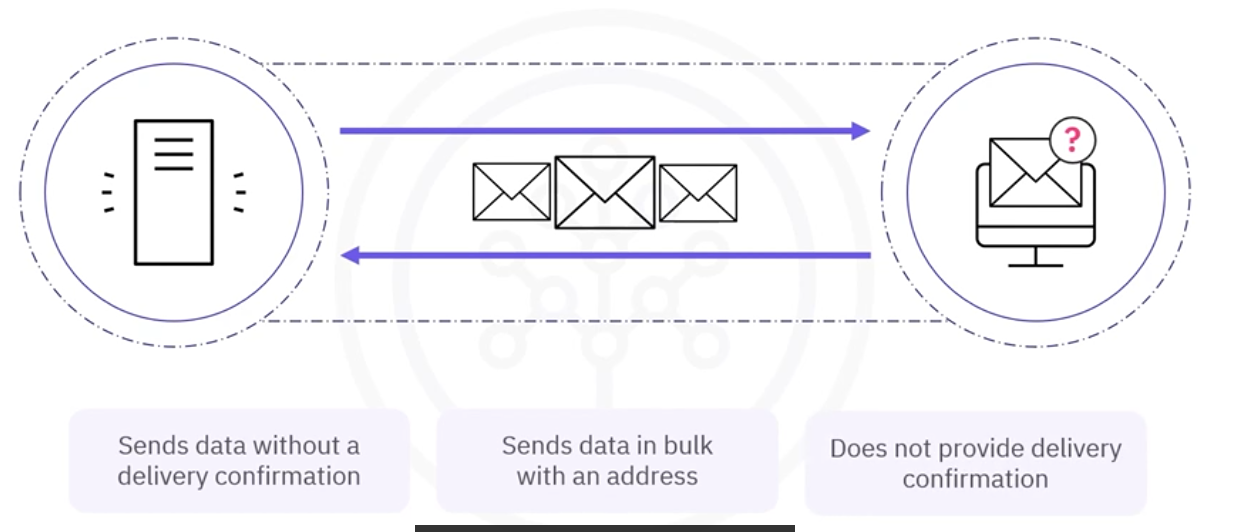 ?
Sends data without a
delivery confirmation
Sends data in bulk
with an address
Does not provide delivery
confirmation